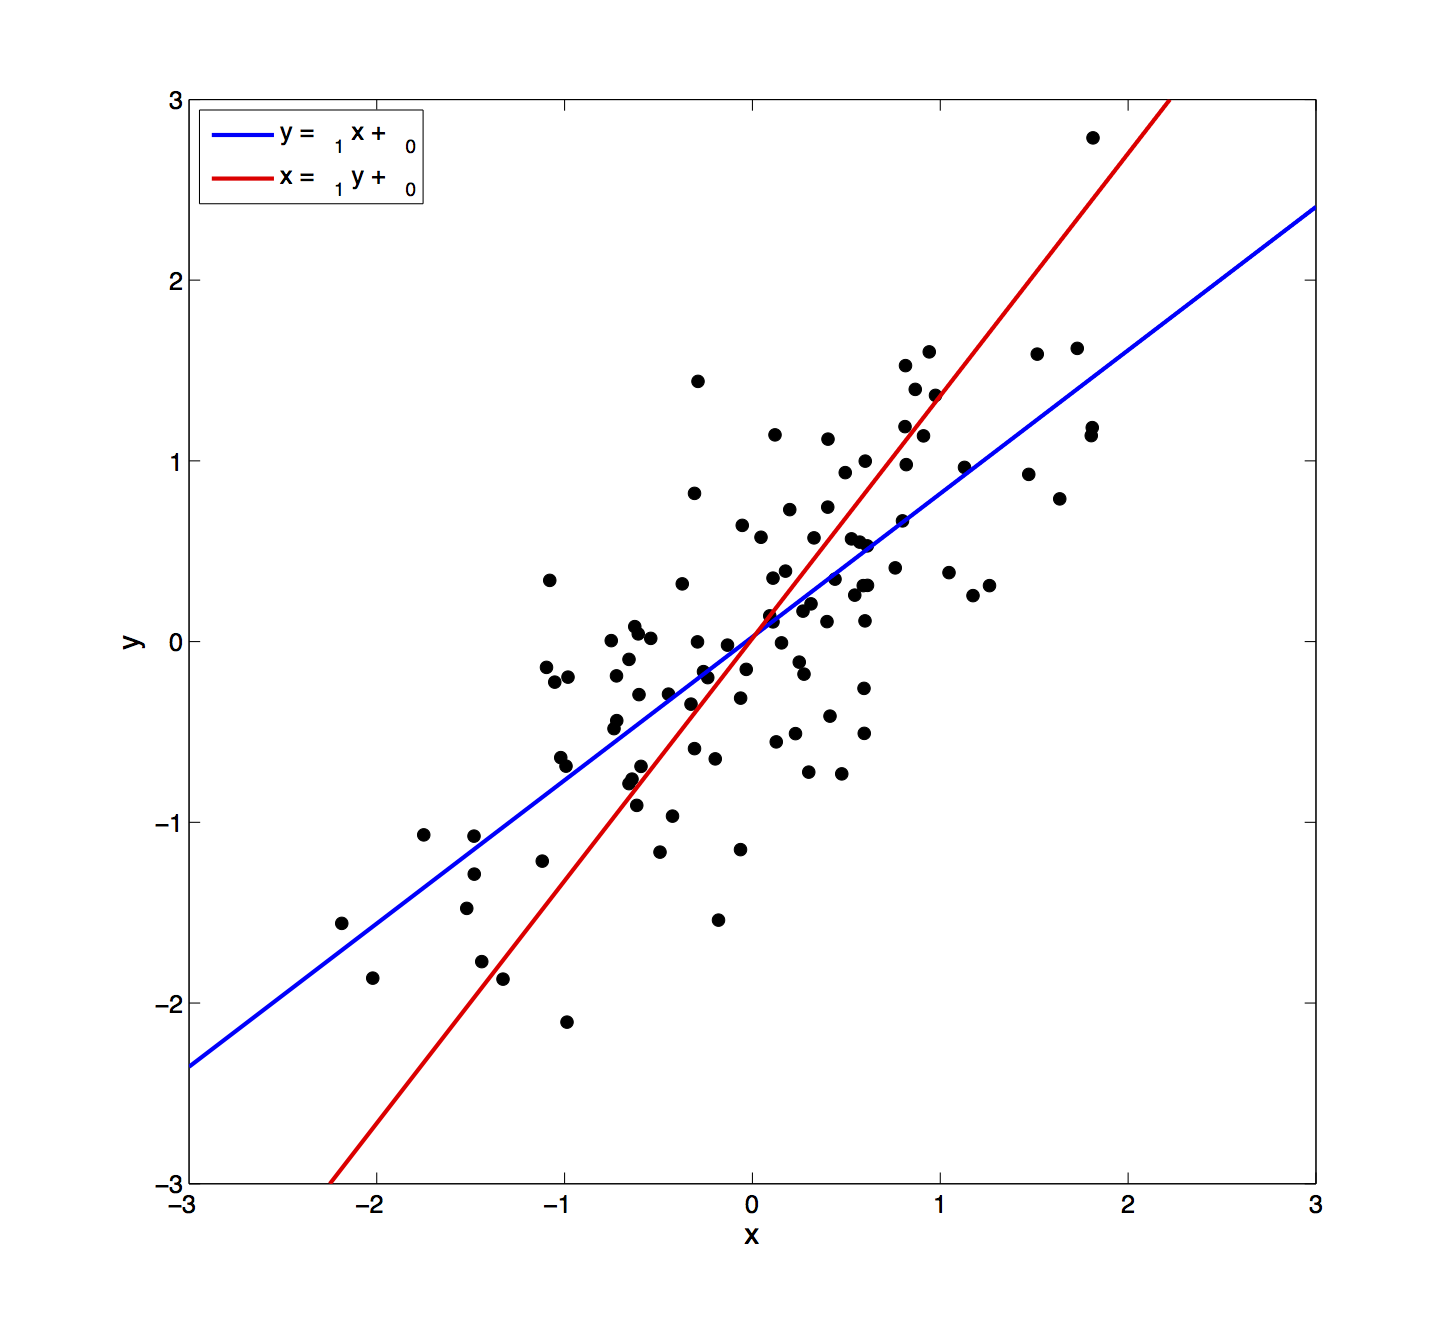 y = ₁ x + ₀
x = ₁ y + ₀
3
2
1
0
−1
−2
−3
y
−3 −2 −1 0 1 2 3
x